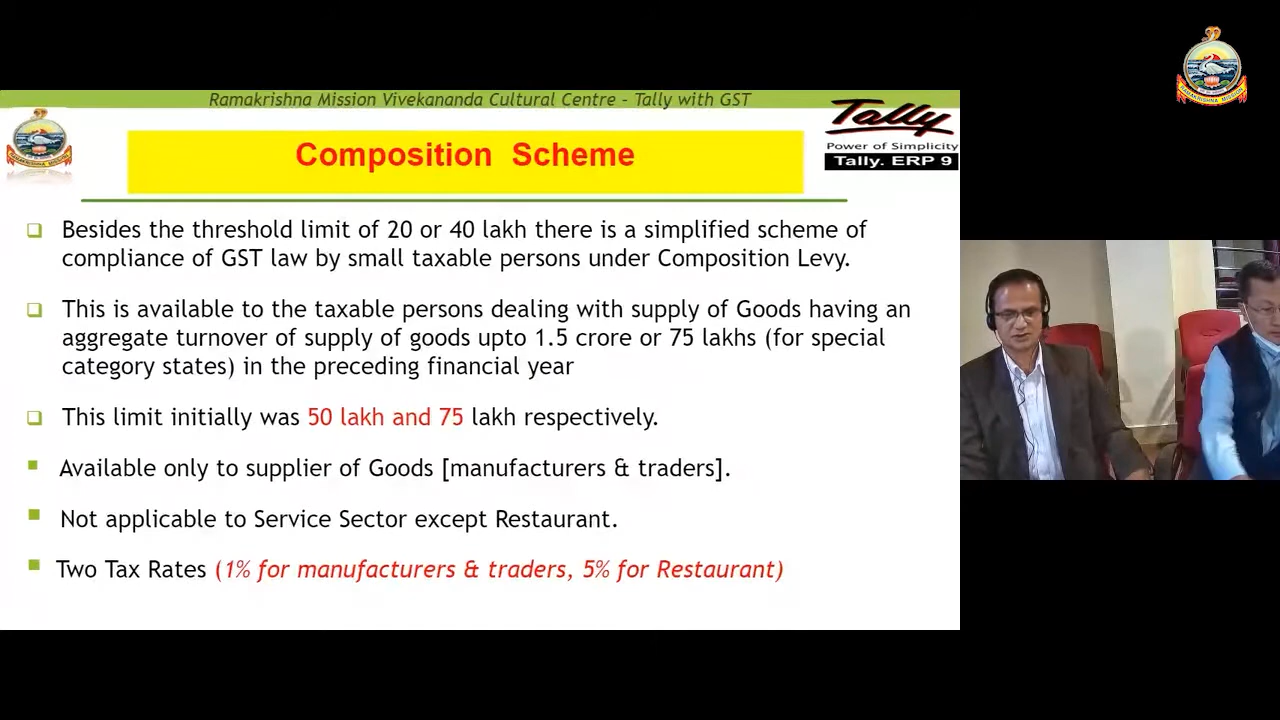 Ramakrishna Mission Vivekananda Cultural Centre - Tally with GST
Tally
Power of Simplicity
Tally. ERP 9
Composition Scheme
Besides the threshold limit of 20 or 40 lakh there is a simplified scheme of
compliance of GST law by small taxable persons under Composition Levy.
This is available to the taxable persons dealing with supply of Goods having an
aggregate turnover of supply of goods upto 1.5 crore or 75 lakhs (for special
category states) in the preceding financial year
This limit initially was 50 lakh and 75 lakh respectively.
Available only to supplier of Goods [manufacturers & traders].
Not applicable to Service Sector except Restaurant.
Two Tax Rates (1% for manufacturers & traders, 5% for Restaurant)
RAMAKRISHNA MISSION